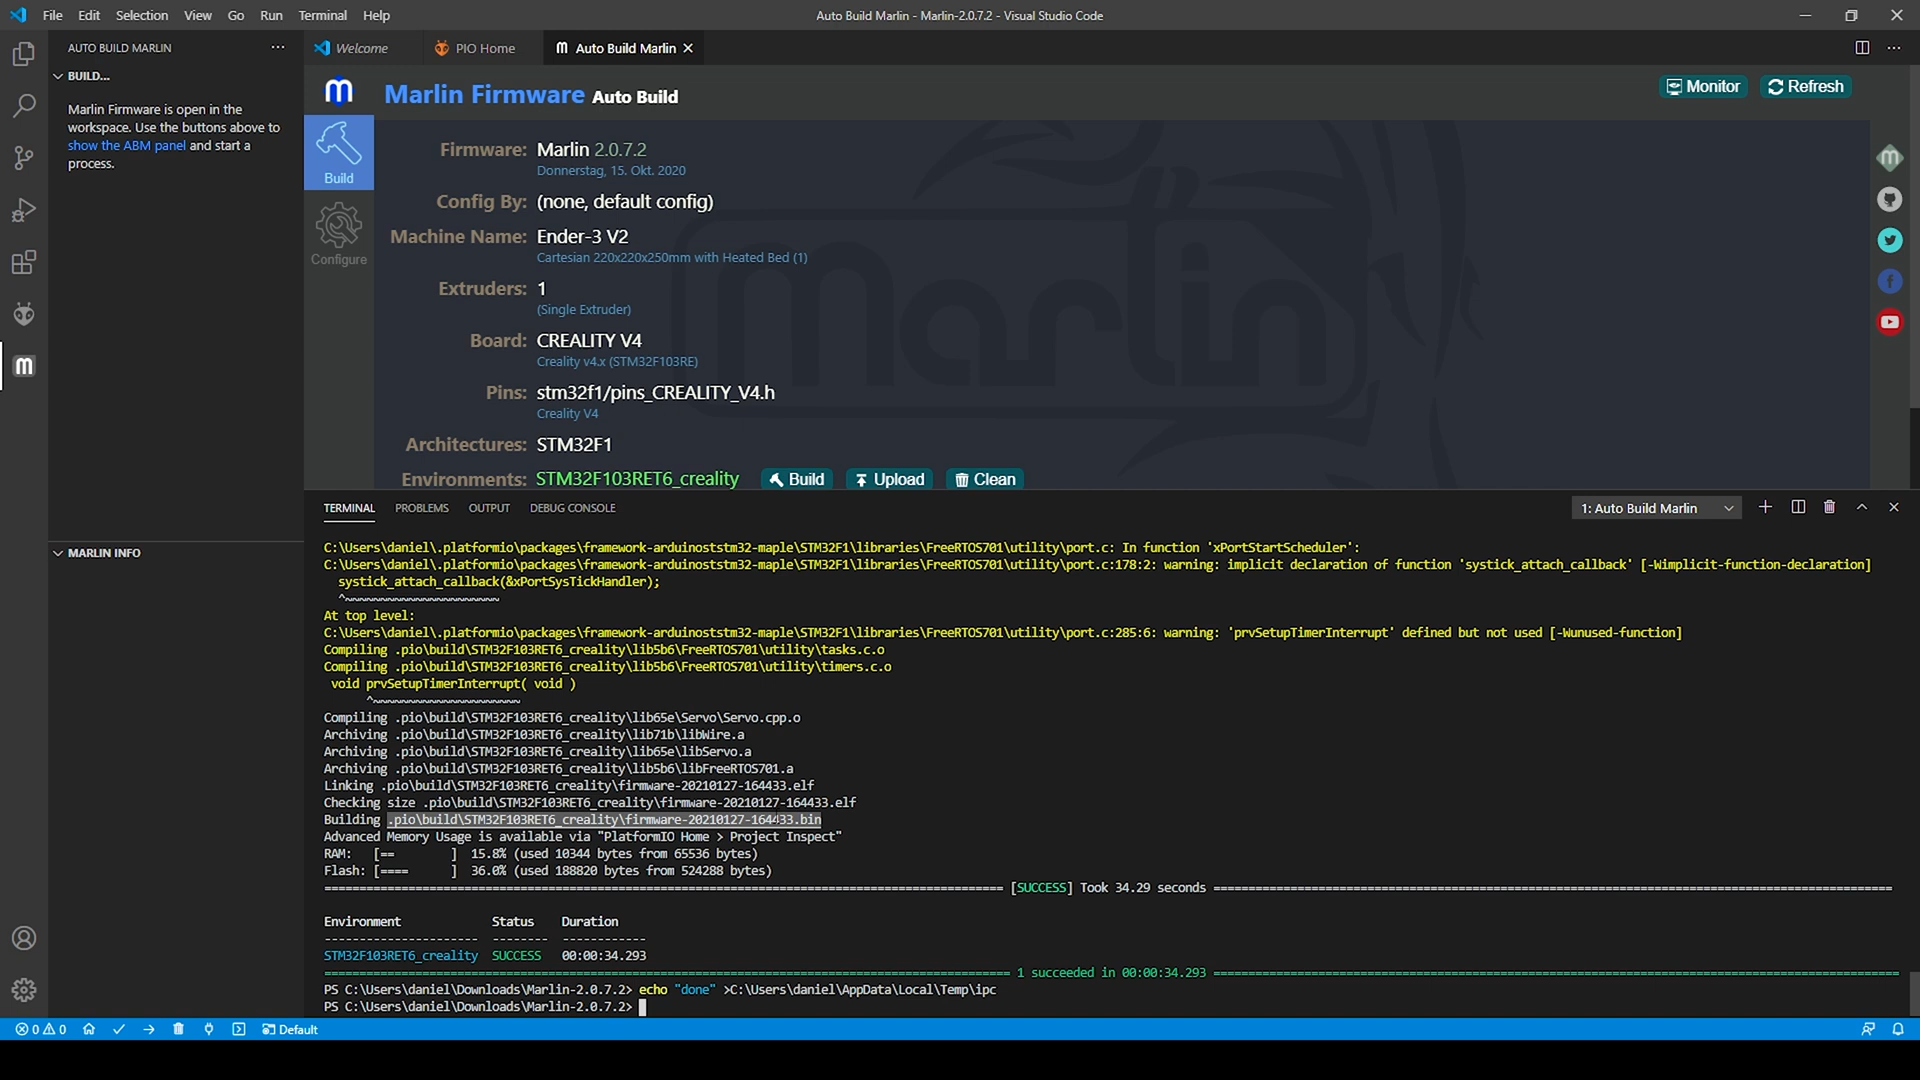 File Edit Selection View Go Run Terminal Help
Auto Build Marlin - Marlin-2.0.7.2 - Visual Studio Code
AUTO BUILD MARLIN
BUILD...
Marlin Firmware is open in the
workspace. Use the buttons above to
show the ABM panel and start a
process.
MARLIN INFO
Welcome PIO Home Auto Build Marlin
Marlin Firmware Auto Build
Monitor Refresh
Build
Configure
Firmware: Marlin 2.0.7.2
Donnerstag, 15. Okt. 2020
Config By: (none, default config)
Machine Name: Ender-3 V2
Cartesian 220x220x250mm with Heated Bed (1)
Extruders: 1
(Single Extruder)
Board: CREALITY V4
Creality v4.x (STM32F103RE)
Pins: stm32f1/pins_CREALITY_V4.h
Creality V4
Architectures: STM32F1
Environments: STM32F103RET6_creality Build Upload Clean
marlin
TERMINAL PROBLEMS OUTPUT DEBUG CONSOLE
1: Auto Build Marlin
C:\Users\daniel\.platformio\packages\framework-arduinoststm32-maple\STM32F1\libraries\FreeRTOS701\utility\port.c: In function 'xPortStartScheduler':
C:\Users\daniel\.platformio\packages\framework-arduinoststm32-maple\STM32F1\libraries\FreeRTOS701\utility\port.c:178:2: warning: implicit declaration of function 'systick_attach_callback' [-Wimplicit-function-declaration]
systick_attach_callback(&xPortSysTickHandler);
^~~~~~~~~~~~~~~~~~~~~~~
At top level:
C:\Users\daniel\.platformio\packages\framework-arduinoststm32-maple\STM32F1\libraries\FreeRTOS701\utility\port.c:285:6: warning: 'prvSetupTimerInterrupt' defined but not used [-Wunused-function]
Compiling .pio\build\STM32F103RET6_creality\lib5b6\FreeRTOS701\utility\tasks.c.o
Compiling .pio\build\STM32F103RET6_creality\lib5b6\FreeRTOS701\utility\timers.c.o
void prvSetupTimerInterrupt( void )
^~~~~~~~~~~~~~~~~~~~~~
Compiling .pio\build\STM32F103RET6_creality\lib65e\Servo\Servo.cpp.o
Archiving .pio\build\STM32F103RET6_creality\lib71b\libWire.a
Archiving .pio\build\STM32F103RET6_creality\lib65e\libServo.a
Archiving .pio\build\STM32F103RET6_creality\lib5b6\libFreeRTOS701.a
Linking .pio\build\STM32F103RET6_creality\firmware-20210127-164433.elf
Checking size .pio\build\STM32F103RET6_creality\firmware-20210127-164433.elf
Building .pio\build\STM32F103RET6_creality\firmware-20210127-164433.bin
Advanced Memory Usage is available via "PlatformIO Home > Project Inspect"
RAM: [== ] 15.8% (used 10344 bytes from 65536 bytes)
Flash: [==== ] 36.0% (used 188820 bytes from 524288 bytes)
[SUCCESS] Took 34.29 seconds
Environment Status Duration
---------------------- -------- ------------
STM32F103RET6_creality SUCCESS 00:00:34.293
1 succeeded in 00:00:34.293
PS C:\Users\daniel\Downloads\Marlin-2.0.7.2> echo "done" >C:\Users\daniel\AppData\Local\Temp\ipc
PS C:\Users\daniel\Downloads\Marlin-2.0.7.2>
0 0 Default